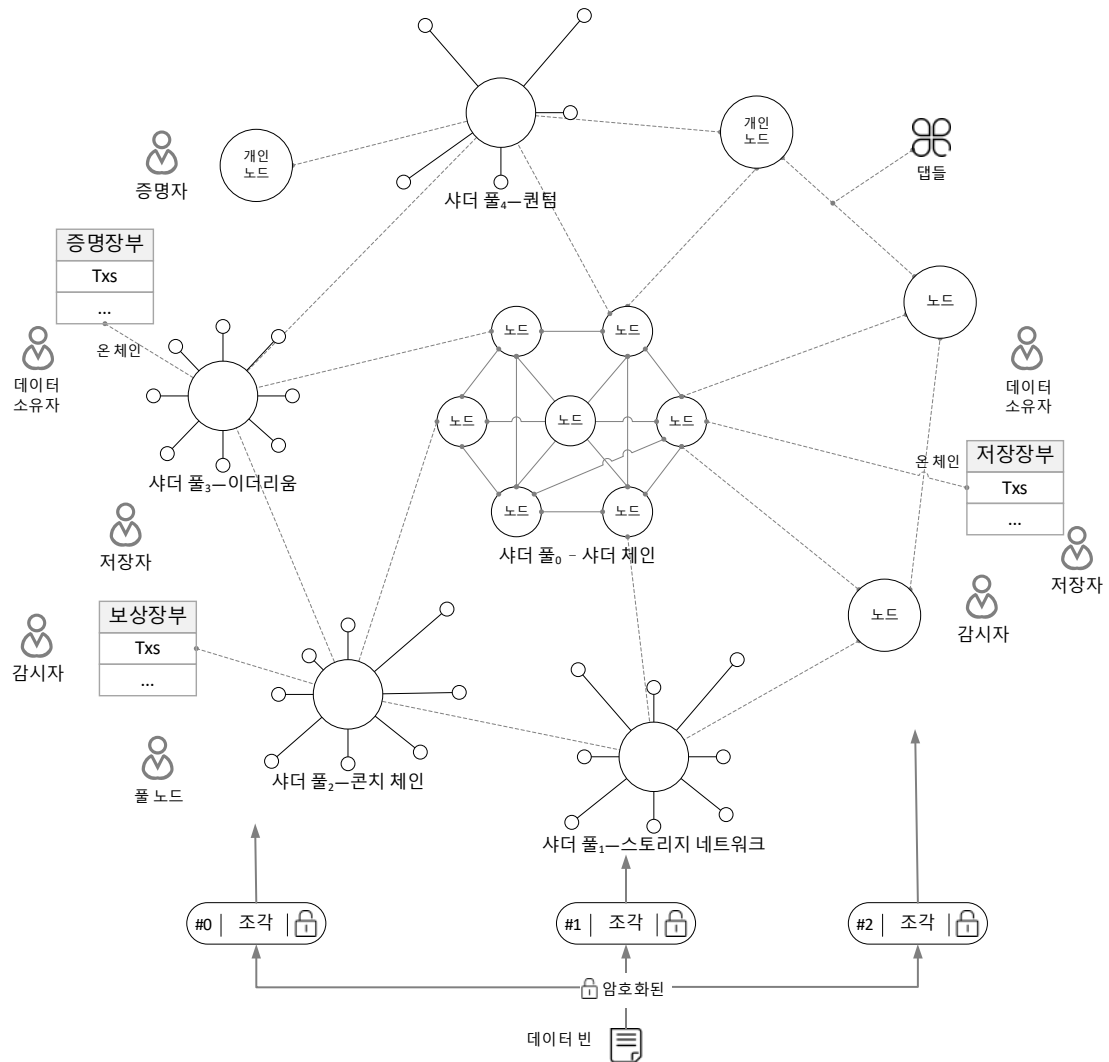 개인
노드
개인
노드
댑들
증명자
샤더 풀₄—퀀텀
증명장부
Txs
...
온 체인
데이터
소유자
노드
노드
노드
노드
노드
노드
노드
노드
데이터
소유자
온 체인
저장장부
Txs
...
샤더 풀₃—이더리움
샤더 풀₀ – 샤더 체인
저장자
저장자
감시자
보상장부
Txs
...
감시자
노드
풀 노드
샤더 풀₂—콘치 체인
샤더 풀₁—스토리지 네트워크
#0 | 조각 |
#1 | 조각 |
#2 | 조각 |
암호화된
데이터 빈